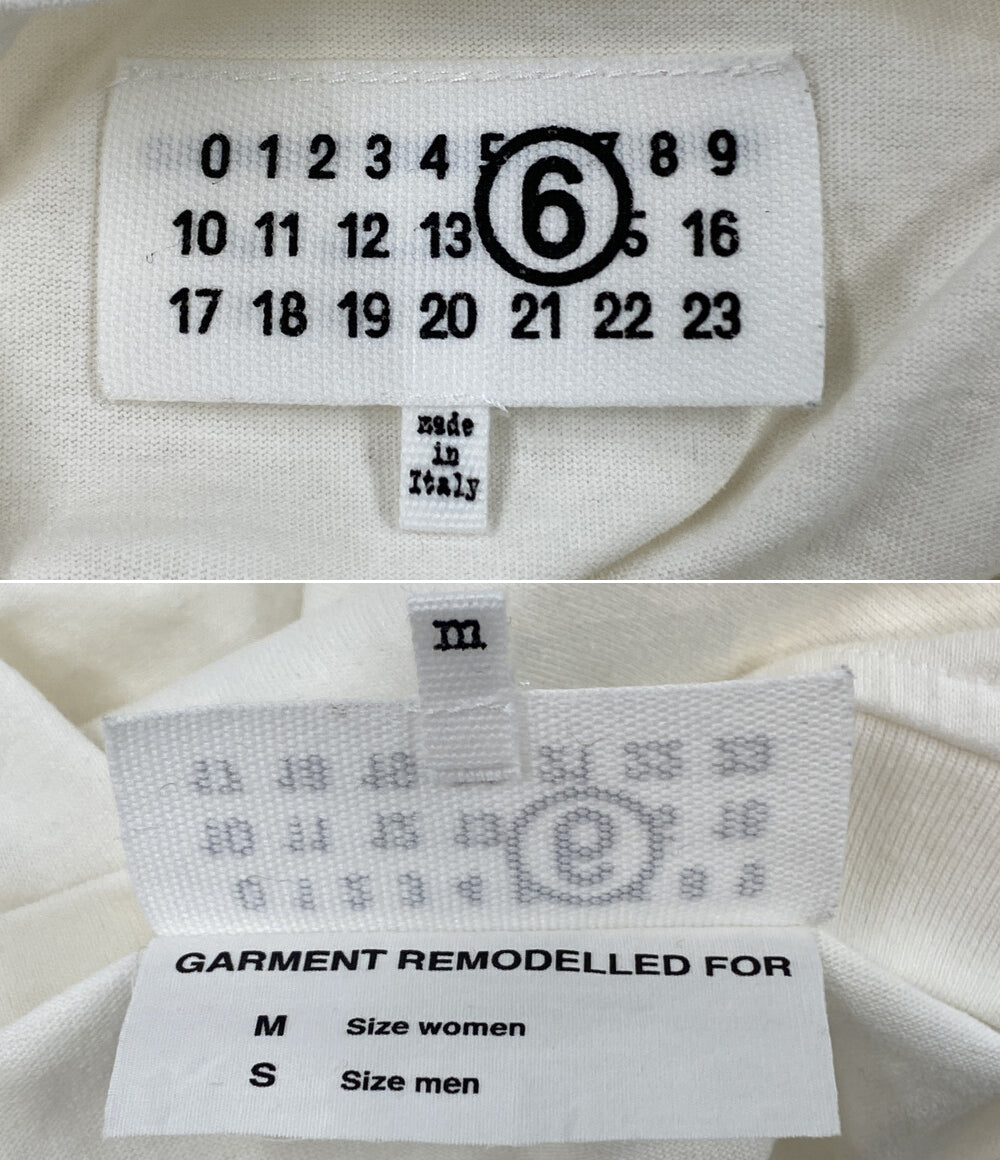 0 1 2 3 4 5 6 7 8 9
10 11 12 13 5 16
17 18 19 20 21 22 23
made
in
Italy
m
GARMENT REMODELLED FOR
M Size women
S Size men